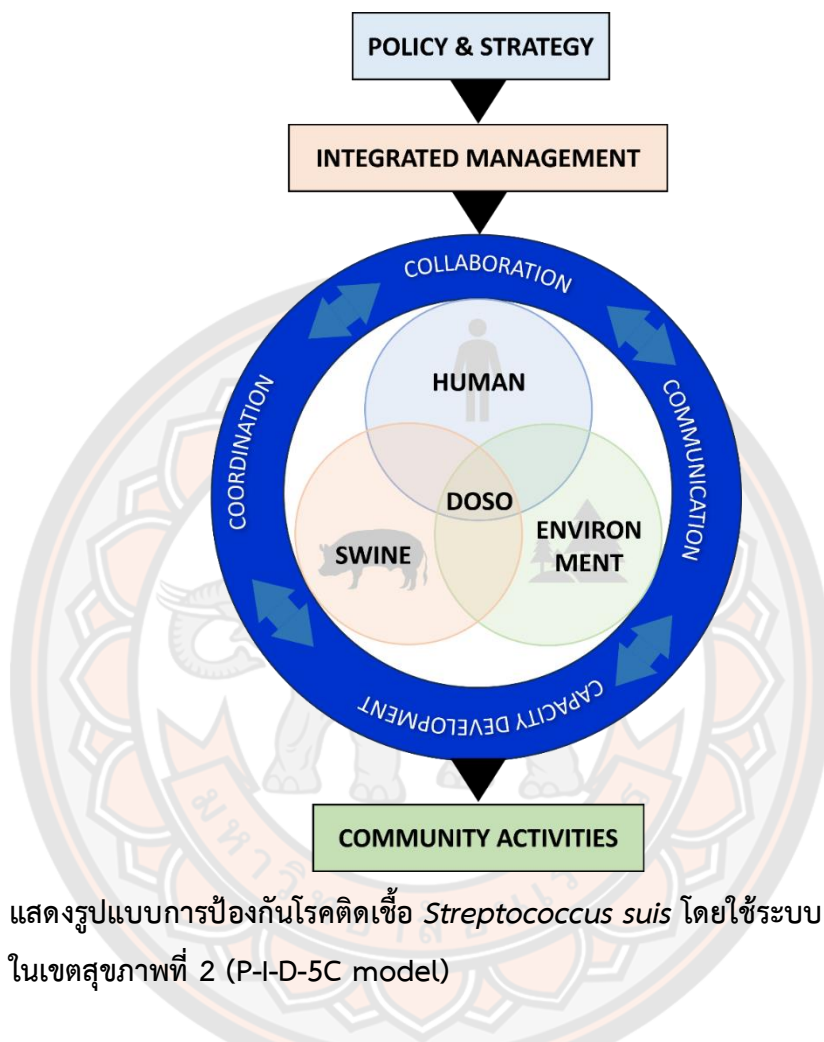 POLICY & STRATEGY
INTEGRATED MANAGEMENT
COLLABORATION
COORDINATION
COMMUNICATION
HUMAN
DOSO
SWINE
ENVIRON
MENT
CAPACITY DEVELOPMENT
COMMUNITY ACTIVITIES
แสดงรูปแบบการป้องกันโรคติดเชื้อ Streptococcus suis โดยใช้ระบบ
ในเขตสุขภาพที่ 2 (P-I-D-5C model)